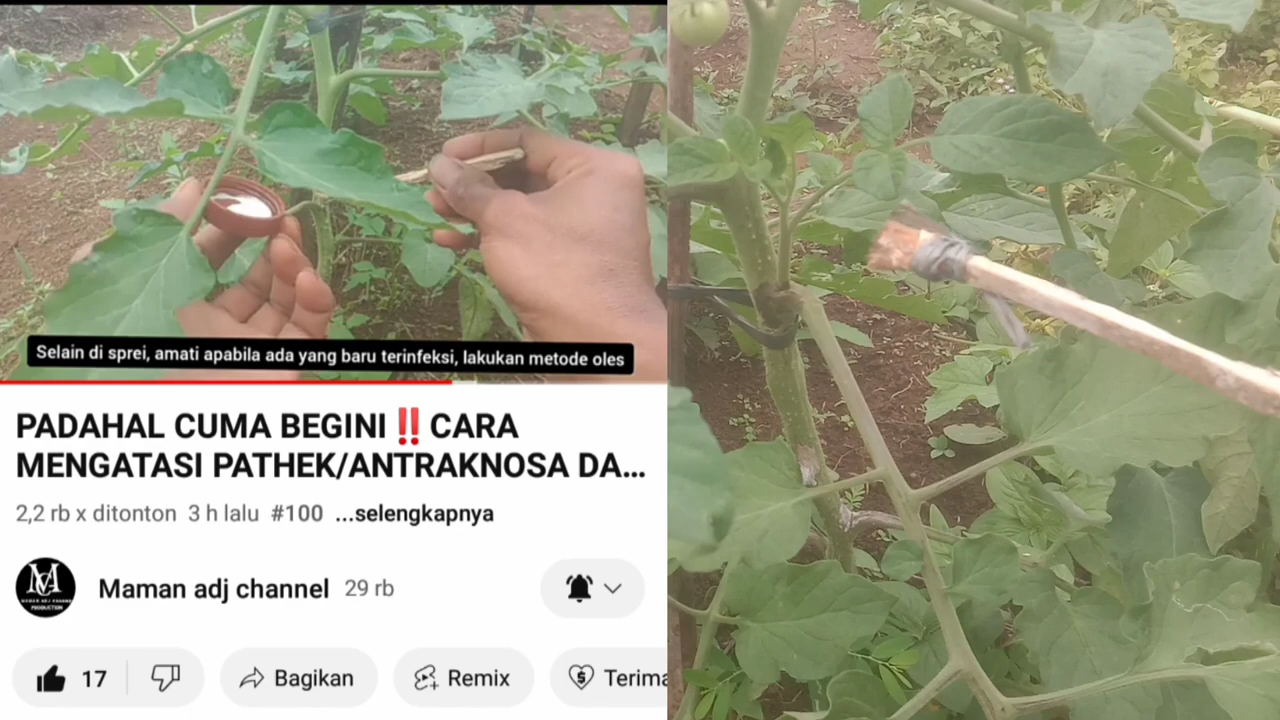 Selain di sprei, amati apabila ada yang baru terinfeksi, lakukan metode oles
PADAHAL CUMA BEGINI‼️CARA
MENGATASI PATHEK/ANTRAKNOSA DA...
2,2 rb x ditonton 3 h lalu #100 ...selengkapnya
Maman adj channel 29 rb
17 Bagikan Remix Terima